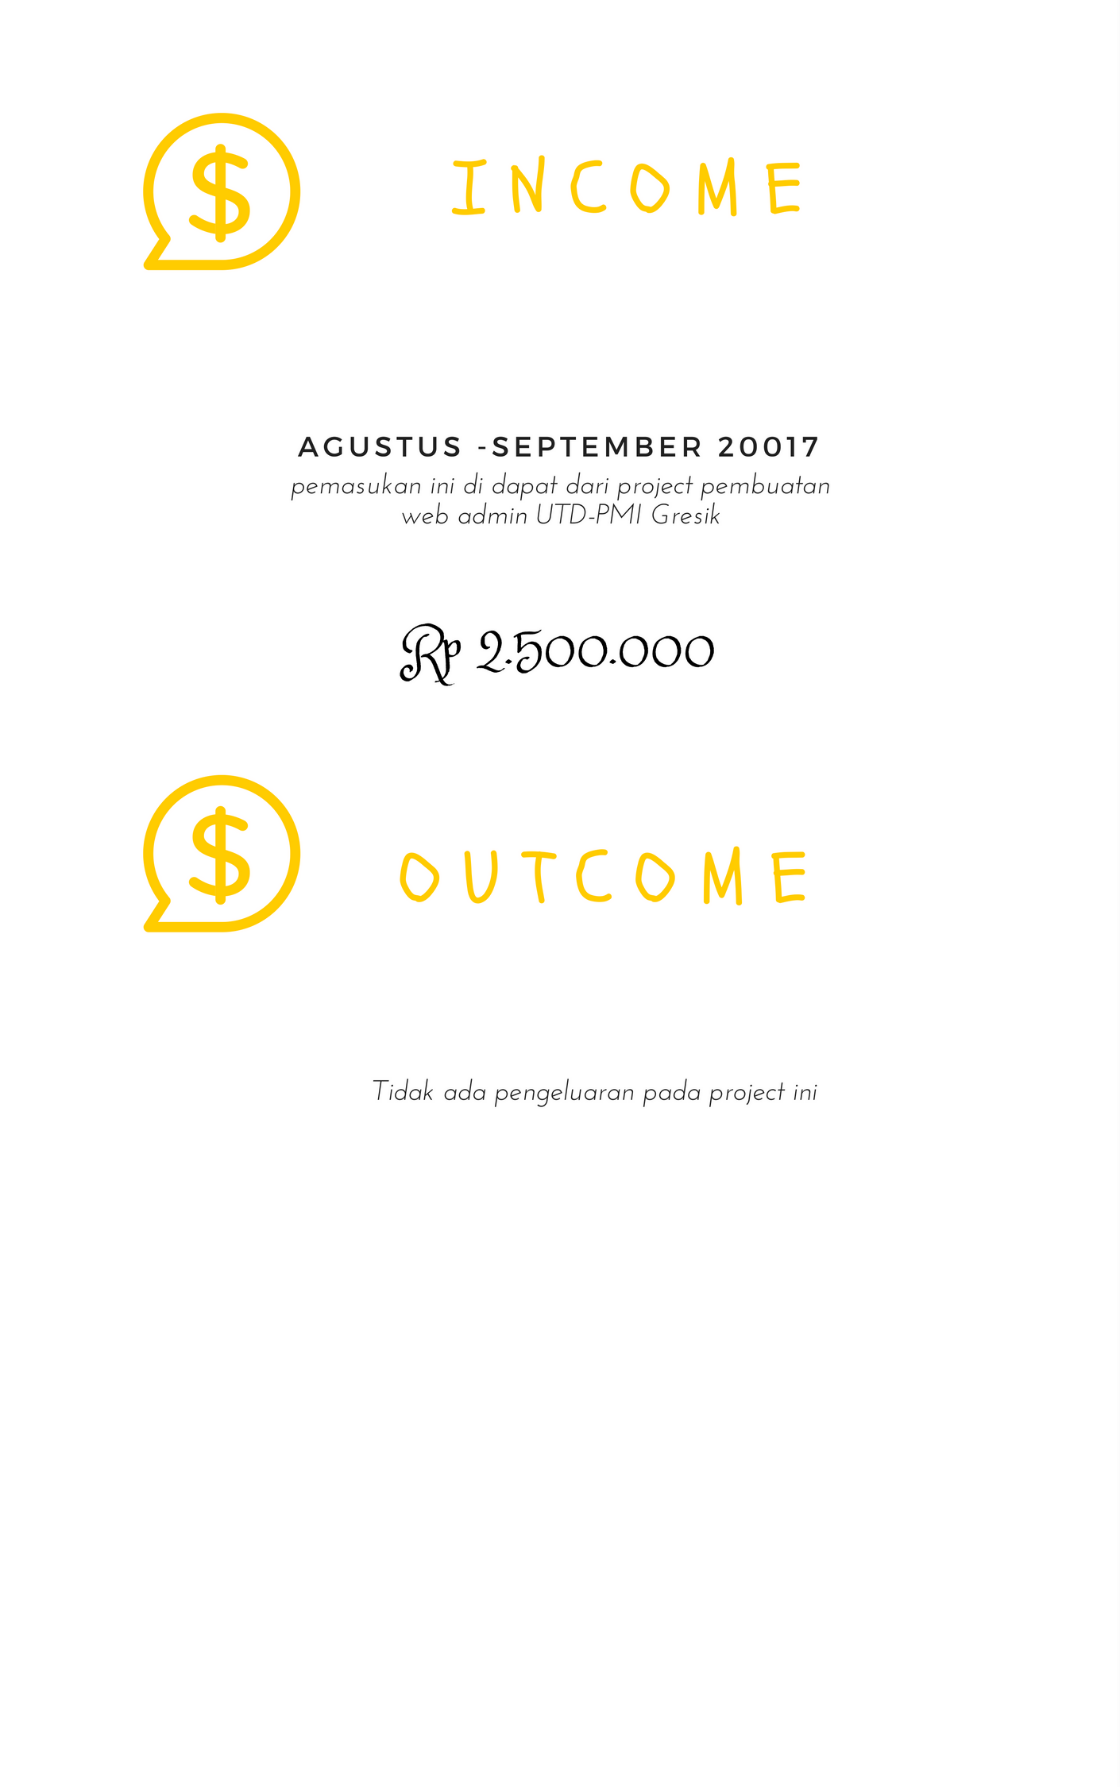 INCOME
AGUSTUS -SEPTEMBER 20017
pemasukan ini di dapat dari project pembuatan
web admin UTD-PMI Gresik
Rp 2.500.000
OUTCOME
Tidak ada pengeluaran pada project ini